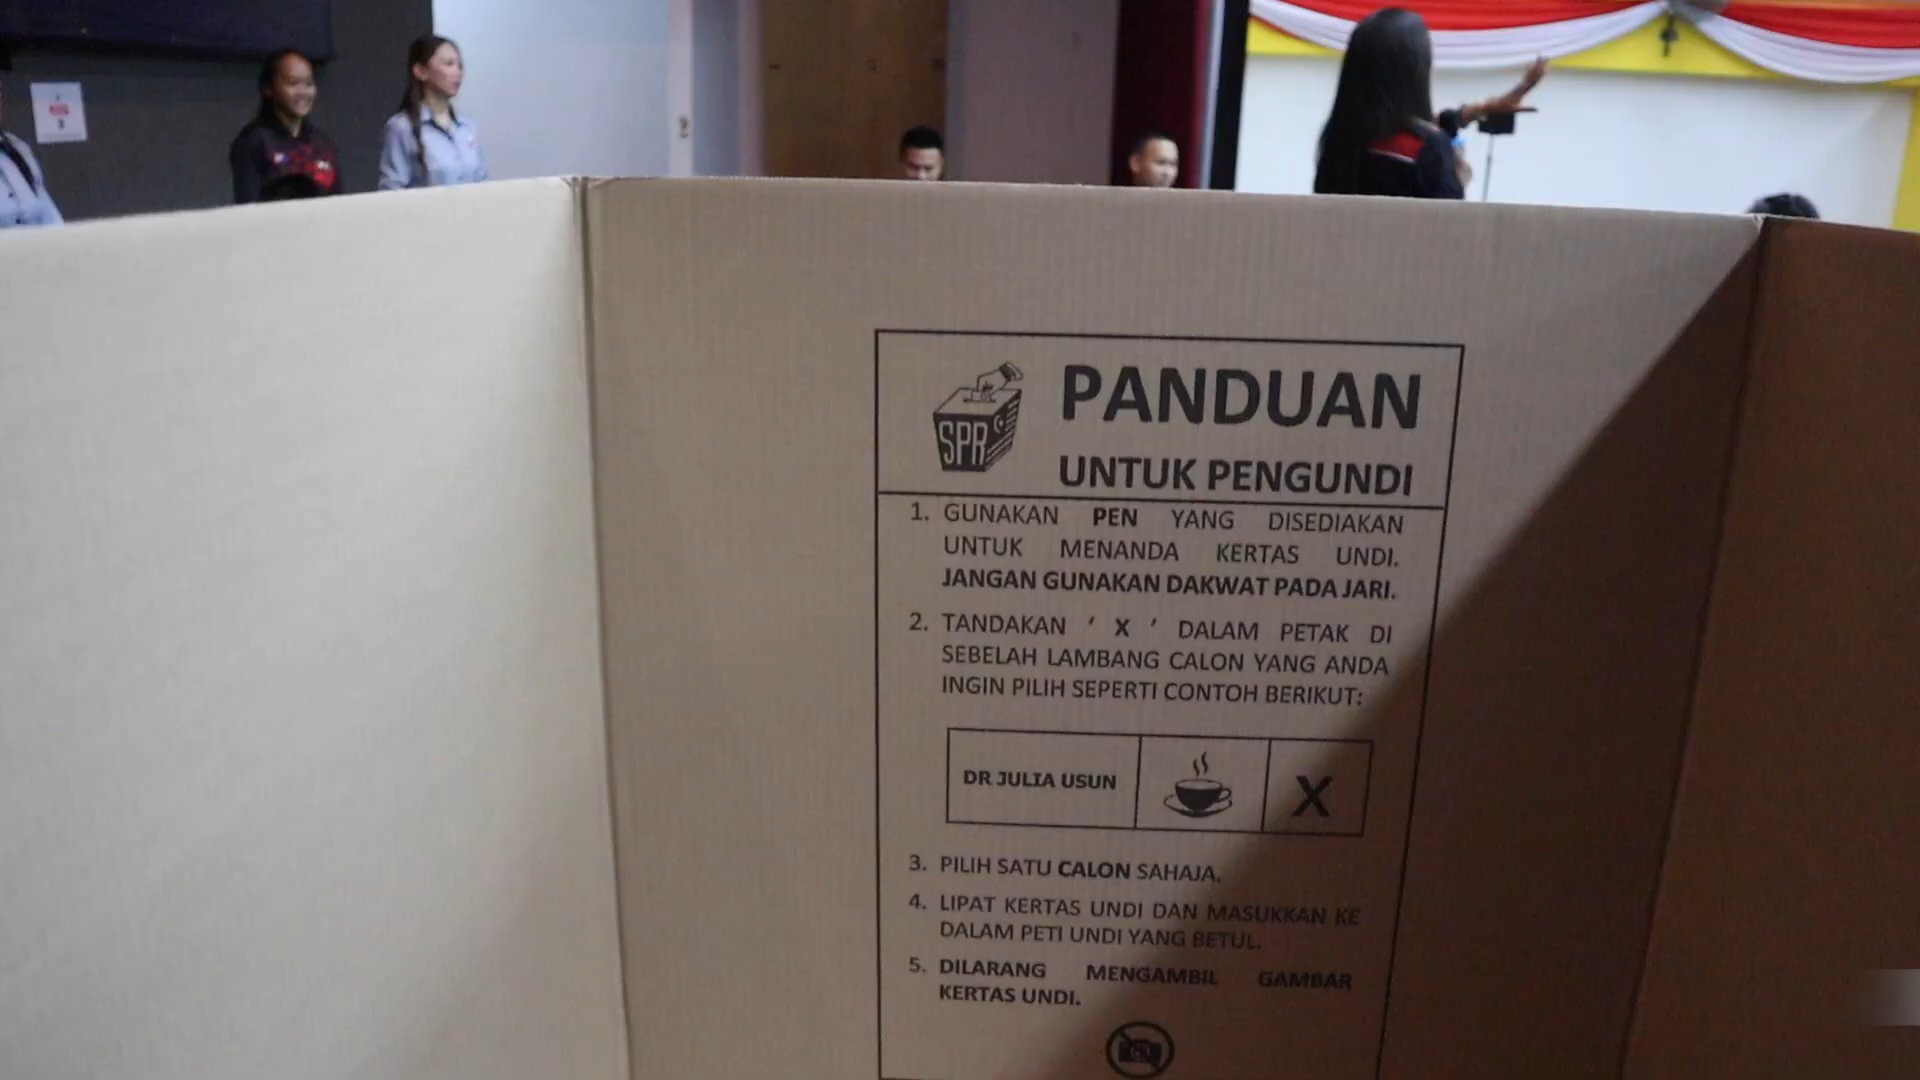 SPR
PANDUAN
UNTUK PENGUNDI
1. GUNAKAN PEN YANG DISEDIAKAN
UNTUK MENANDA KERTAS UNDI.
JANGAN GUNAKAN DAKWAT PADA JARI.
2. TANDAKAN ‘ X ’ DALAM PETAK DI
SEBELAH LAMBANG CALON YANG ANDA
INGIN PILIH SEPERTI CONTOH BERIKUT:
DR JULIA USUN X
3. PILIH SATU CALON SAHAJA.
4. LIPAT KERTAS UNDI DAN MASUKKAN KE
DALAM PETI UNDI YANG BETUL.
5. DILARANG MENGAMBIL GAMBAR
KERTAS UNDI.